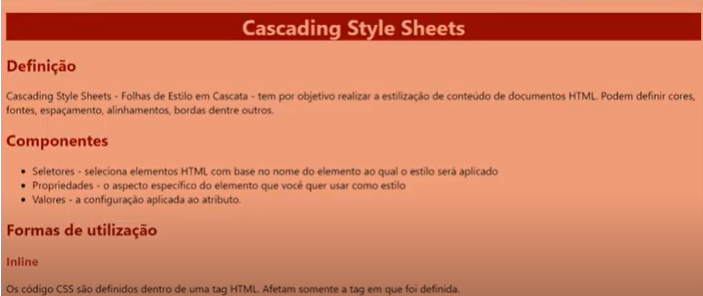 Cascading Style Sheets
Definição
Cascading Style Sheets - Folhas de Estilo em Cascata - tem por objetivo realizar a estilização de conteúdo de documentos HTML. Podem definir cores,
fontes, espaçamento, alinhamentos, bordas dentre outros.
Componentes
• Seletores - seleciona elementos HTML com base no nome do elemento ao qual o estilo será aplicado
• Propriedades - o aspecto específico do elemento que você quer usar como estilo
• Valores - a configuração aplicada ao atributo.
Formas de utilização
Inline
Os código CSS são definidos dentro de uma tag HTML. Afetam somente a tag em que foi definida.